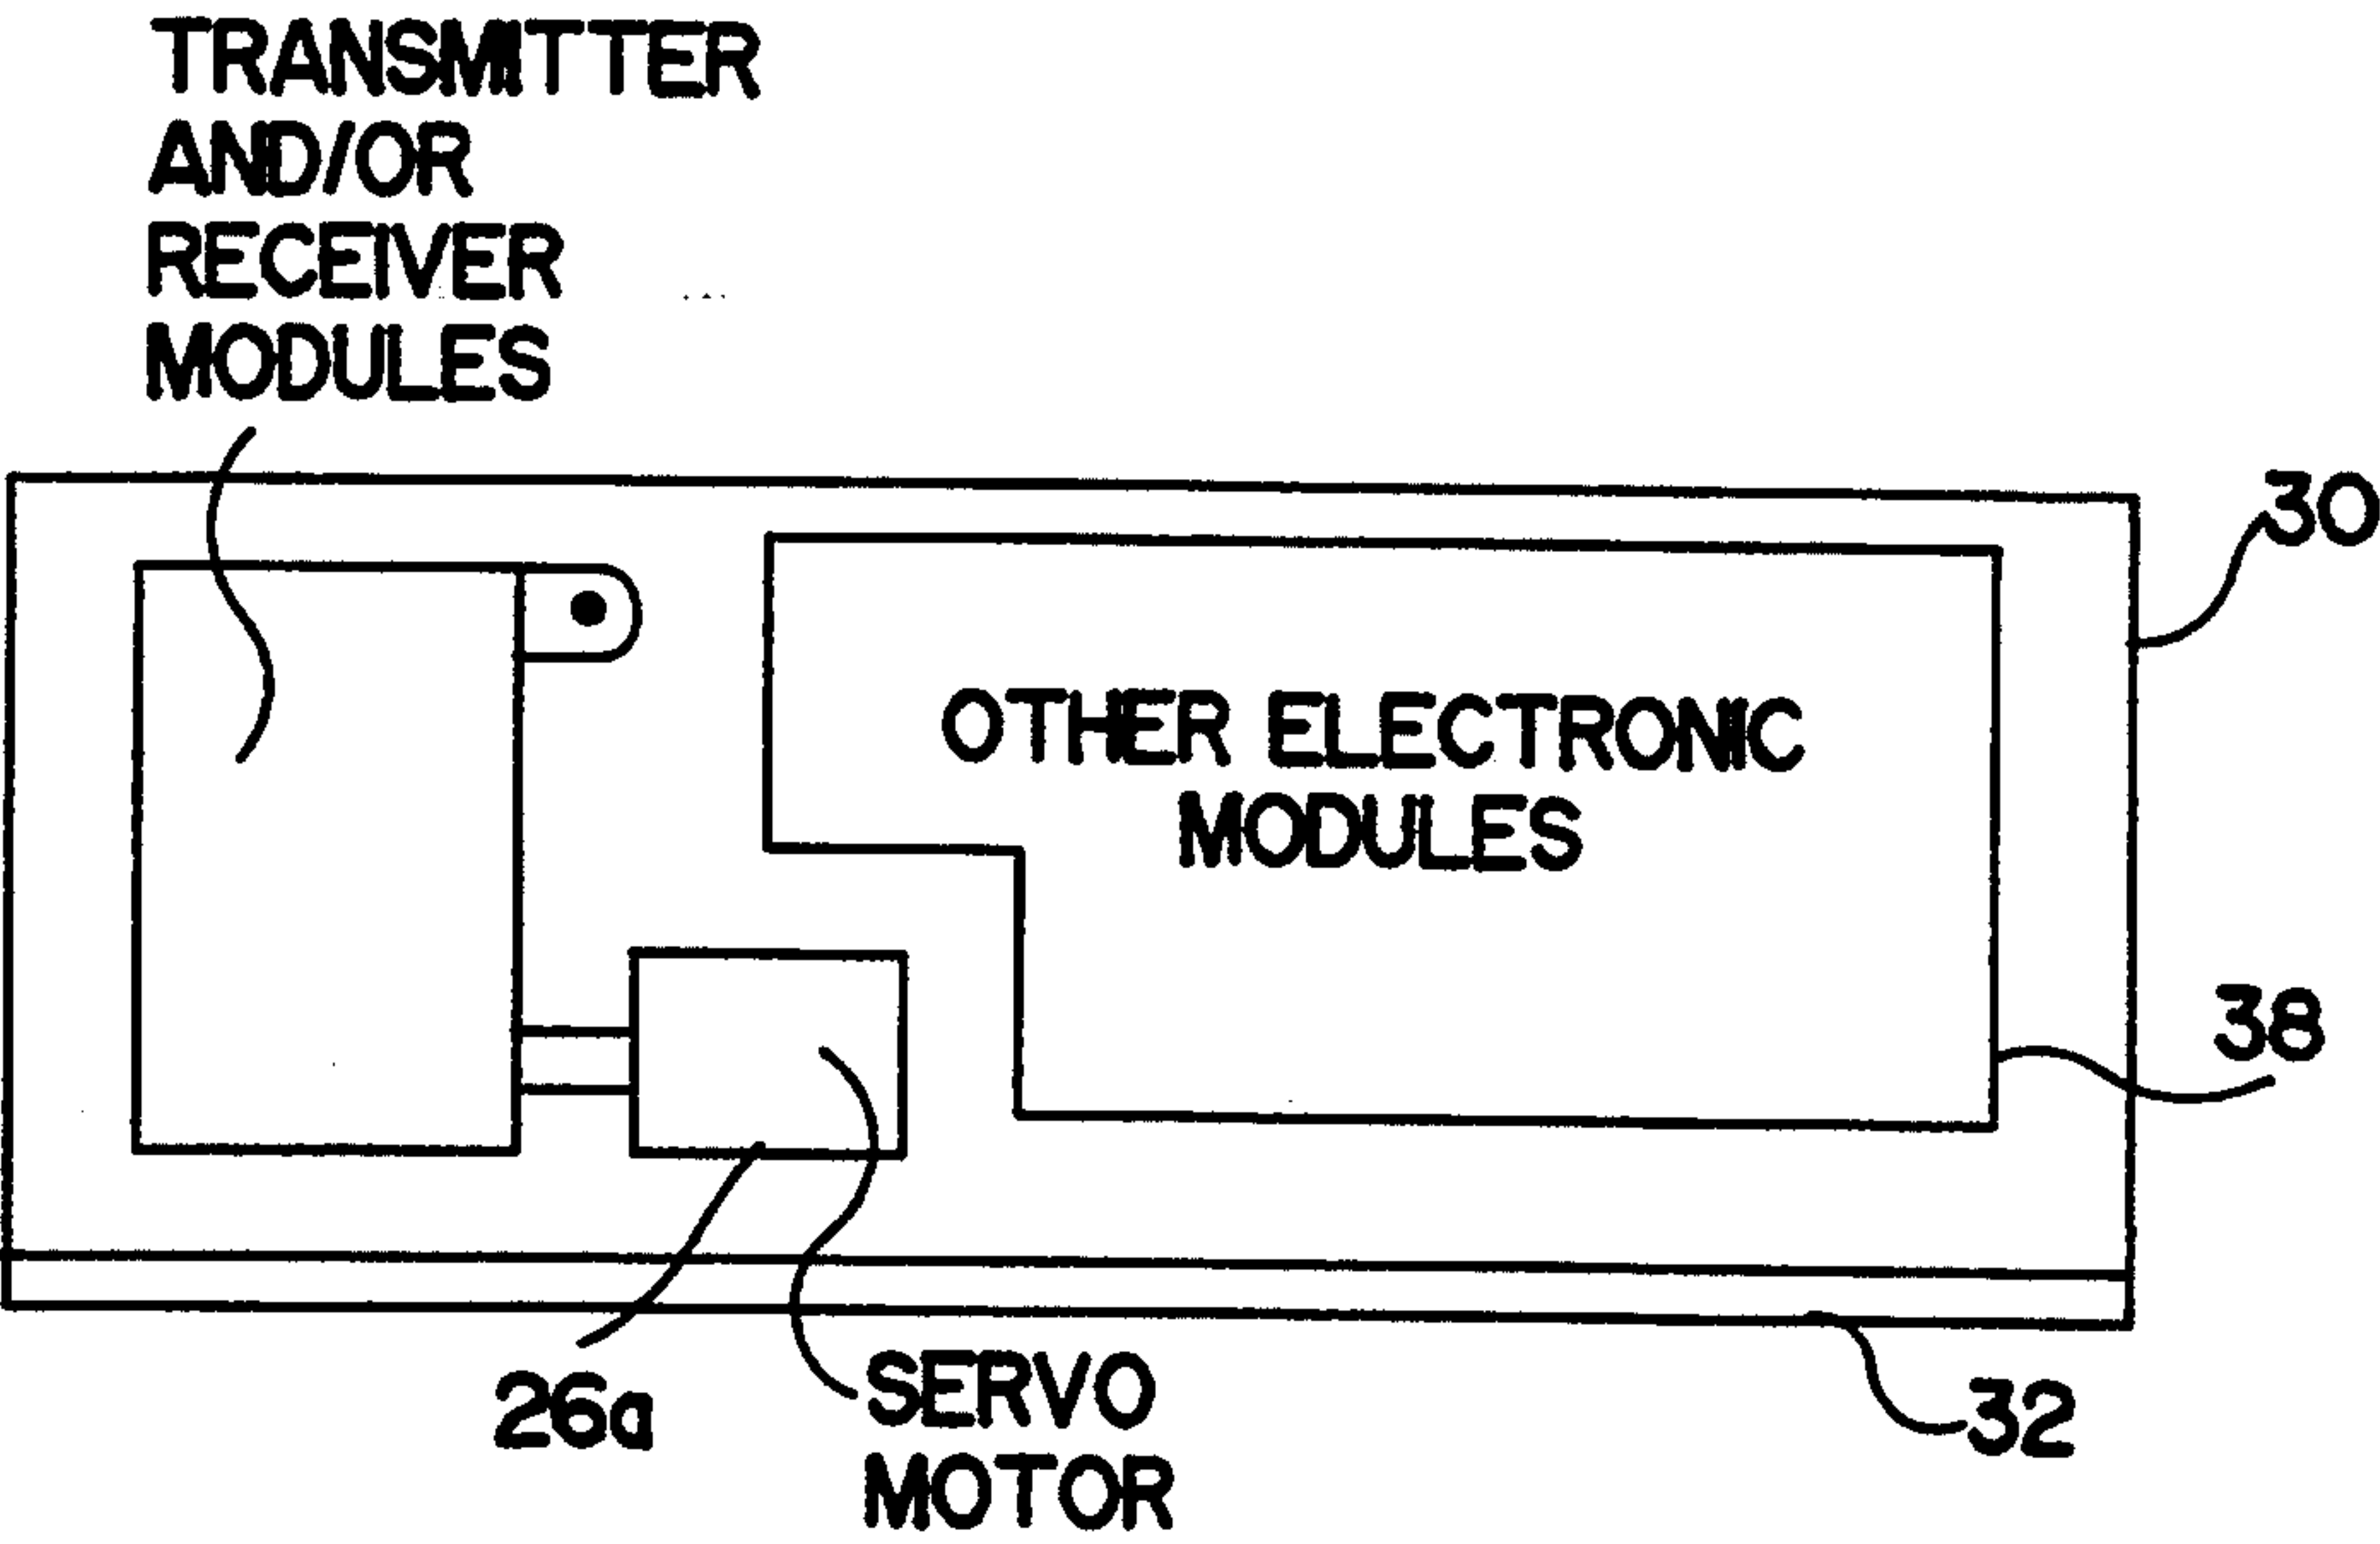 TRANSMITTER
AND/OR
RECEIVER
MODULES
30
OTHER ELECTRONIC
MODULES
38
26a
SERVO
MOTOR
32